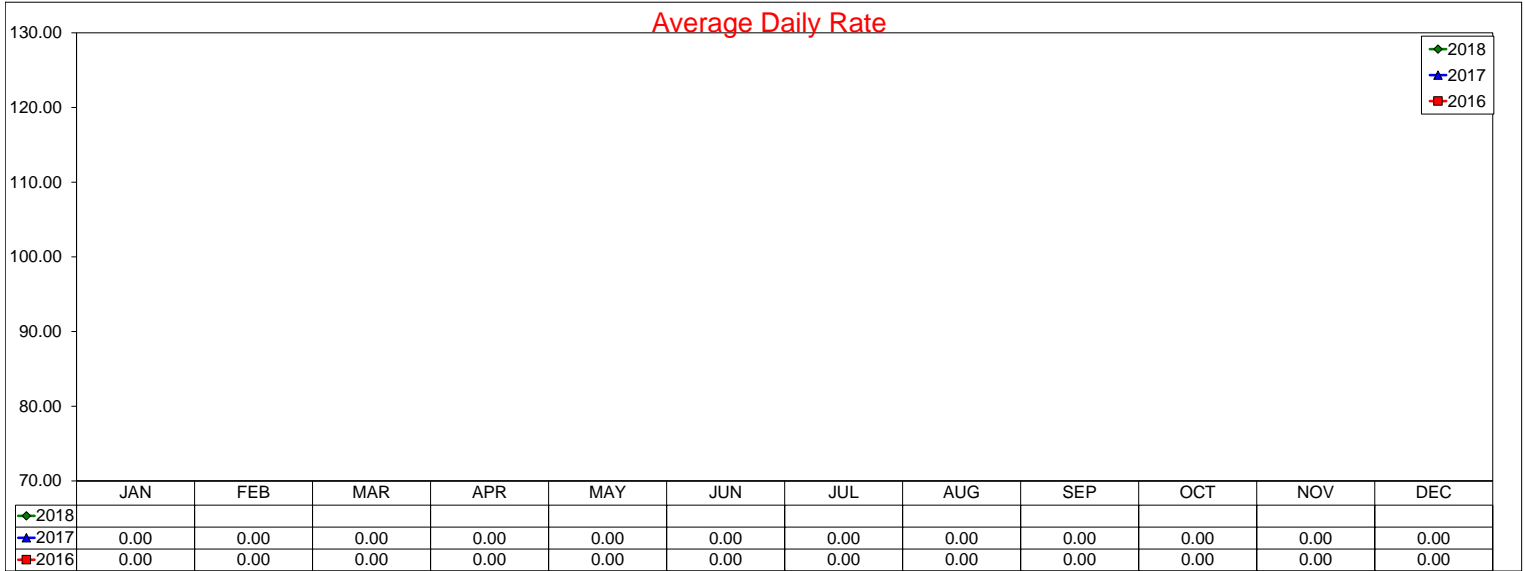 Average Daily Rate
130.00
120.00
110.00
100.00
90.00
80.00
70.00
2018
2017
2016
JAN FEB MAR APR MAY JUN JUL AUG SEP OCT NOV DEC
2018
2017 0.00 0.00 0.00 0.00 0.00 0.00 0.00 0.00 0.00 0.00 0.00 0.00
2016 0.00 0.00 0.00 0.00 0.00 0.00 0.00 0.00 0.00 0.00 0.00 0.00